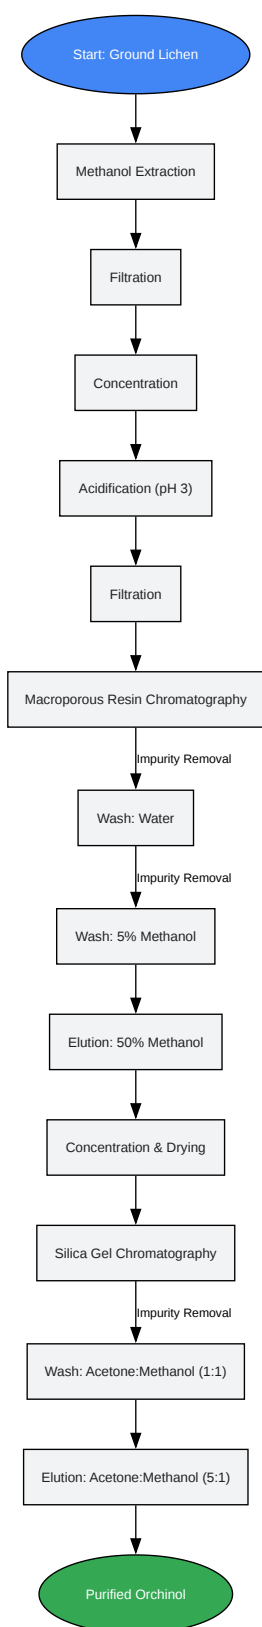 Start: Ground Lichen
Methanol Extraction
Filtration
Concentration
Acidification (pH 3)
Filtration
Macroporous Resin Chromatography
Impurity Removal
Wash: Water
Impurity Removal
Wash: 5% Methanol
Elution: 50% Methanol
Concentration & Drying
Silica Gel Chromatography
Impurity Removal
Wash: Acetone:Methanol (1:1)
Elution: Acetone:Methanol (5:1)
Purified Orchinol